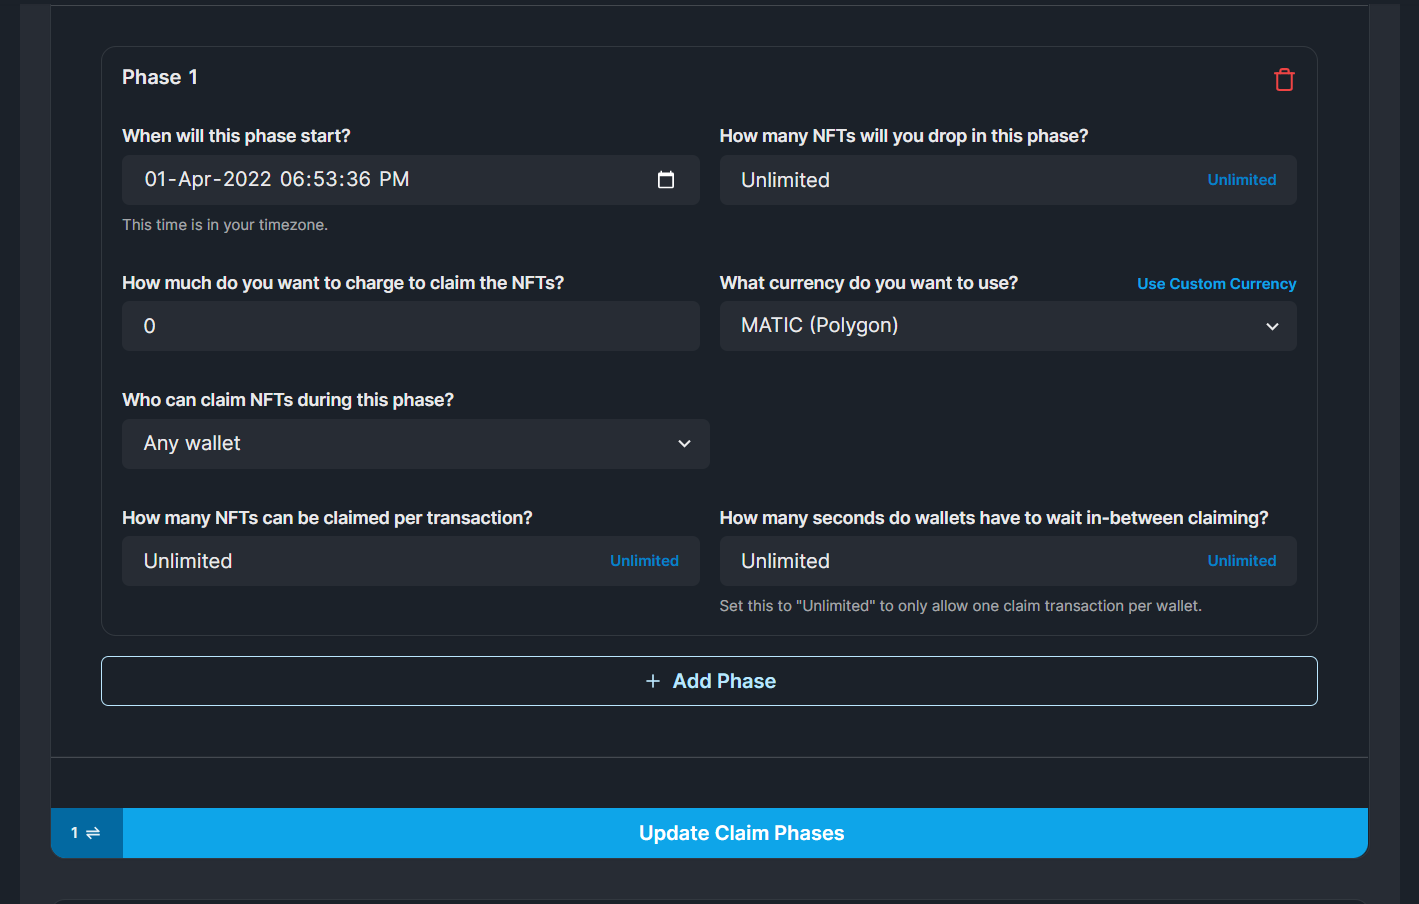 Phase 1
When will this phase start?
How many NFTs will you drop in this phase?
01-Apr-2022 06:53:36 PM
Unlimited
Unlimited
This time is in your timezone.
How much do you want to charge to claim the NFTs?
What currency do you want to use?
Use Custom Currency
0
MATIC (Polygon)
Who can claim NFTs during this phase?
Any wallet
How many NFTs can be claimed per transaction?
How many seconds do wallets have to wait in-between claiming?
Unlimited
Unlimited
Unlimited
Unlimited
Set this to "Unlimited" to only allow one claim transaction per wallet.
+ Add Phase
1 ⇌
Update Claim Phases